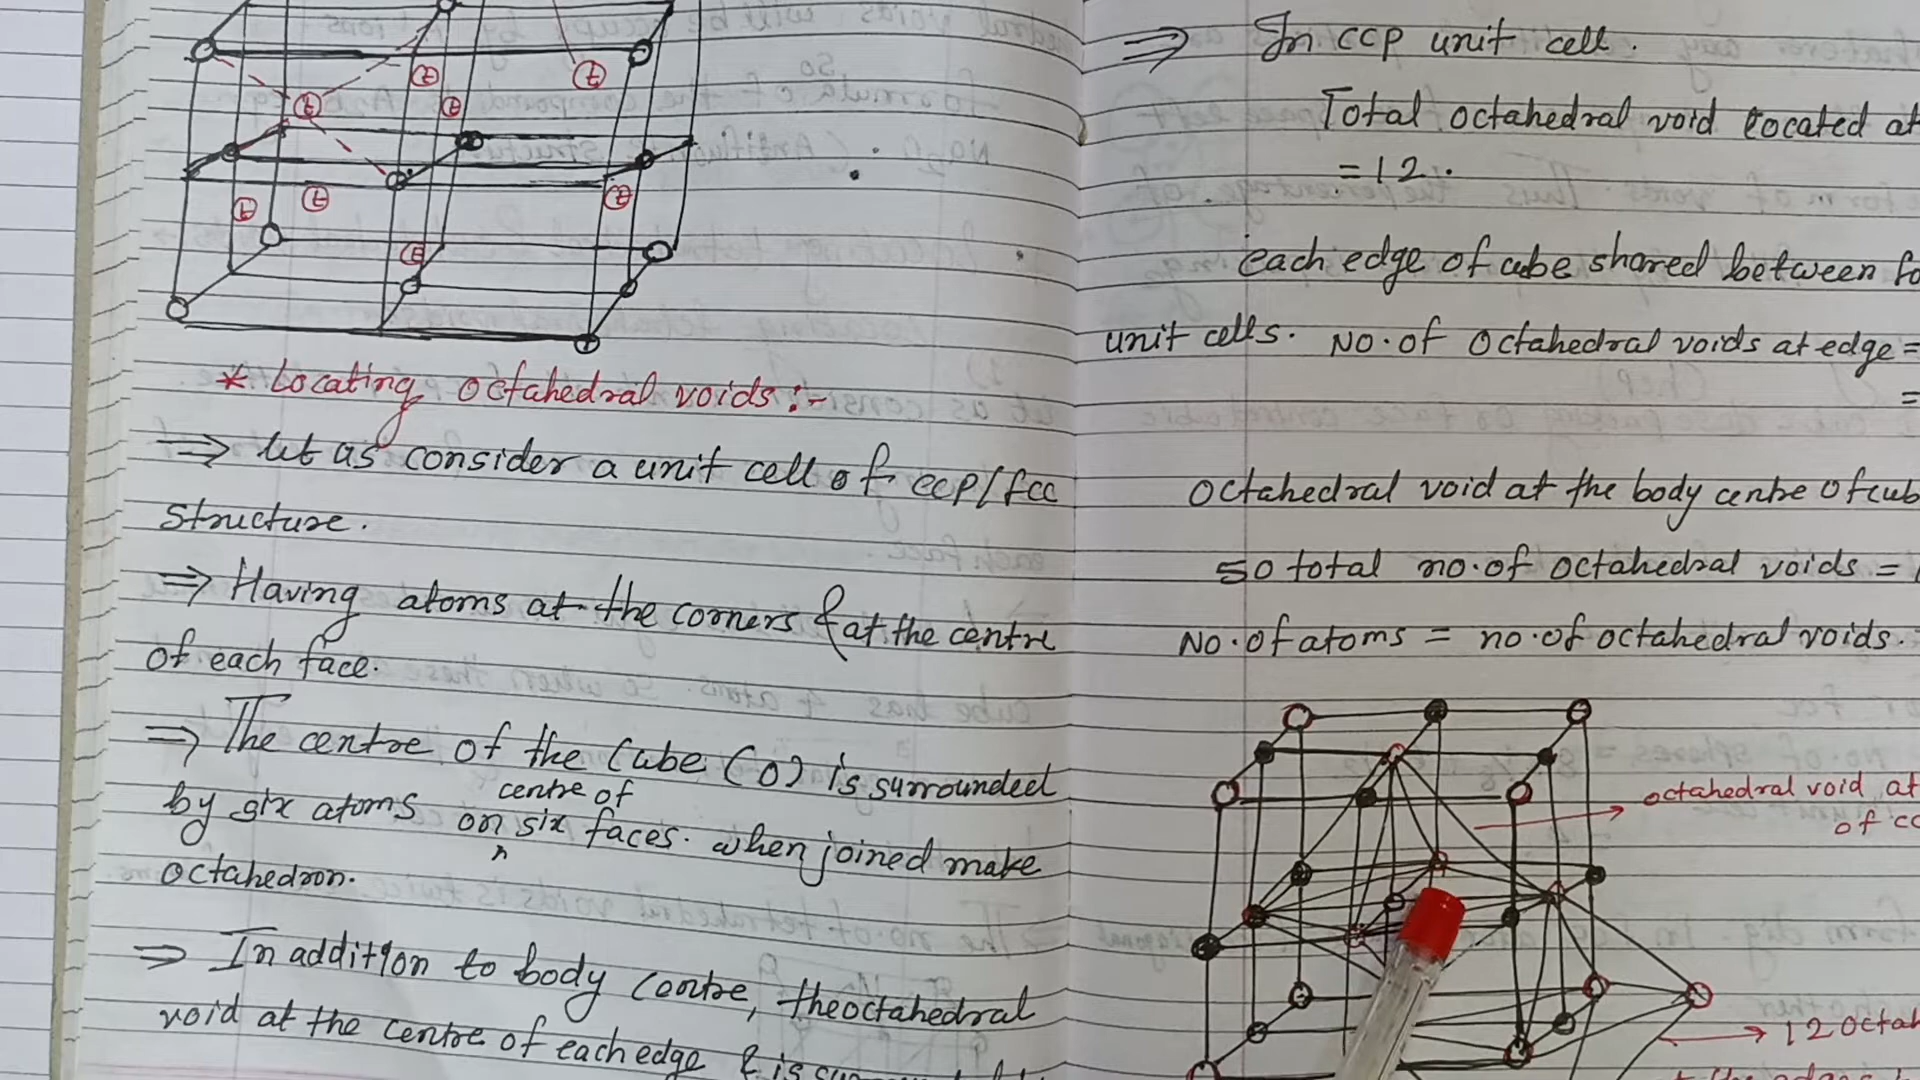 * Locating octahedral voids :-
⇒ let as consider a unit cell of ccp/fcc
structure.
⇒ Having atoms at the corners & at the centre
of each face.
⇒ The centre of the Cube (O) is surrounded
by six atoms on centre of six faces. when joined make
octahedron.
⇒ In addition to body centre, the octahedral
void at the centre of each edge & is
⇒ In ccp unit cell.
Total octahedral void located at
= 12.
each edge of cube shared between
unit cells. No. of octahedral voids at edge =
=
octahedral void at the body centre of cub
so total no. of octahedral voids =
No. of atoms = no. of octahedral voids.
octahedral void at
of cc
12 octah